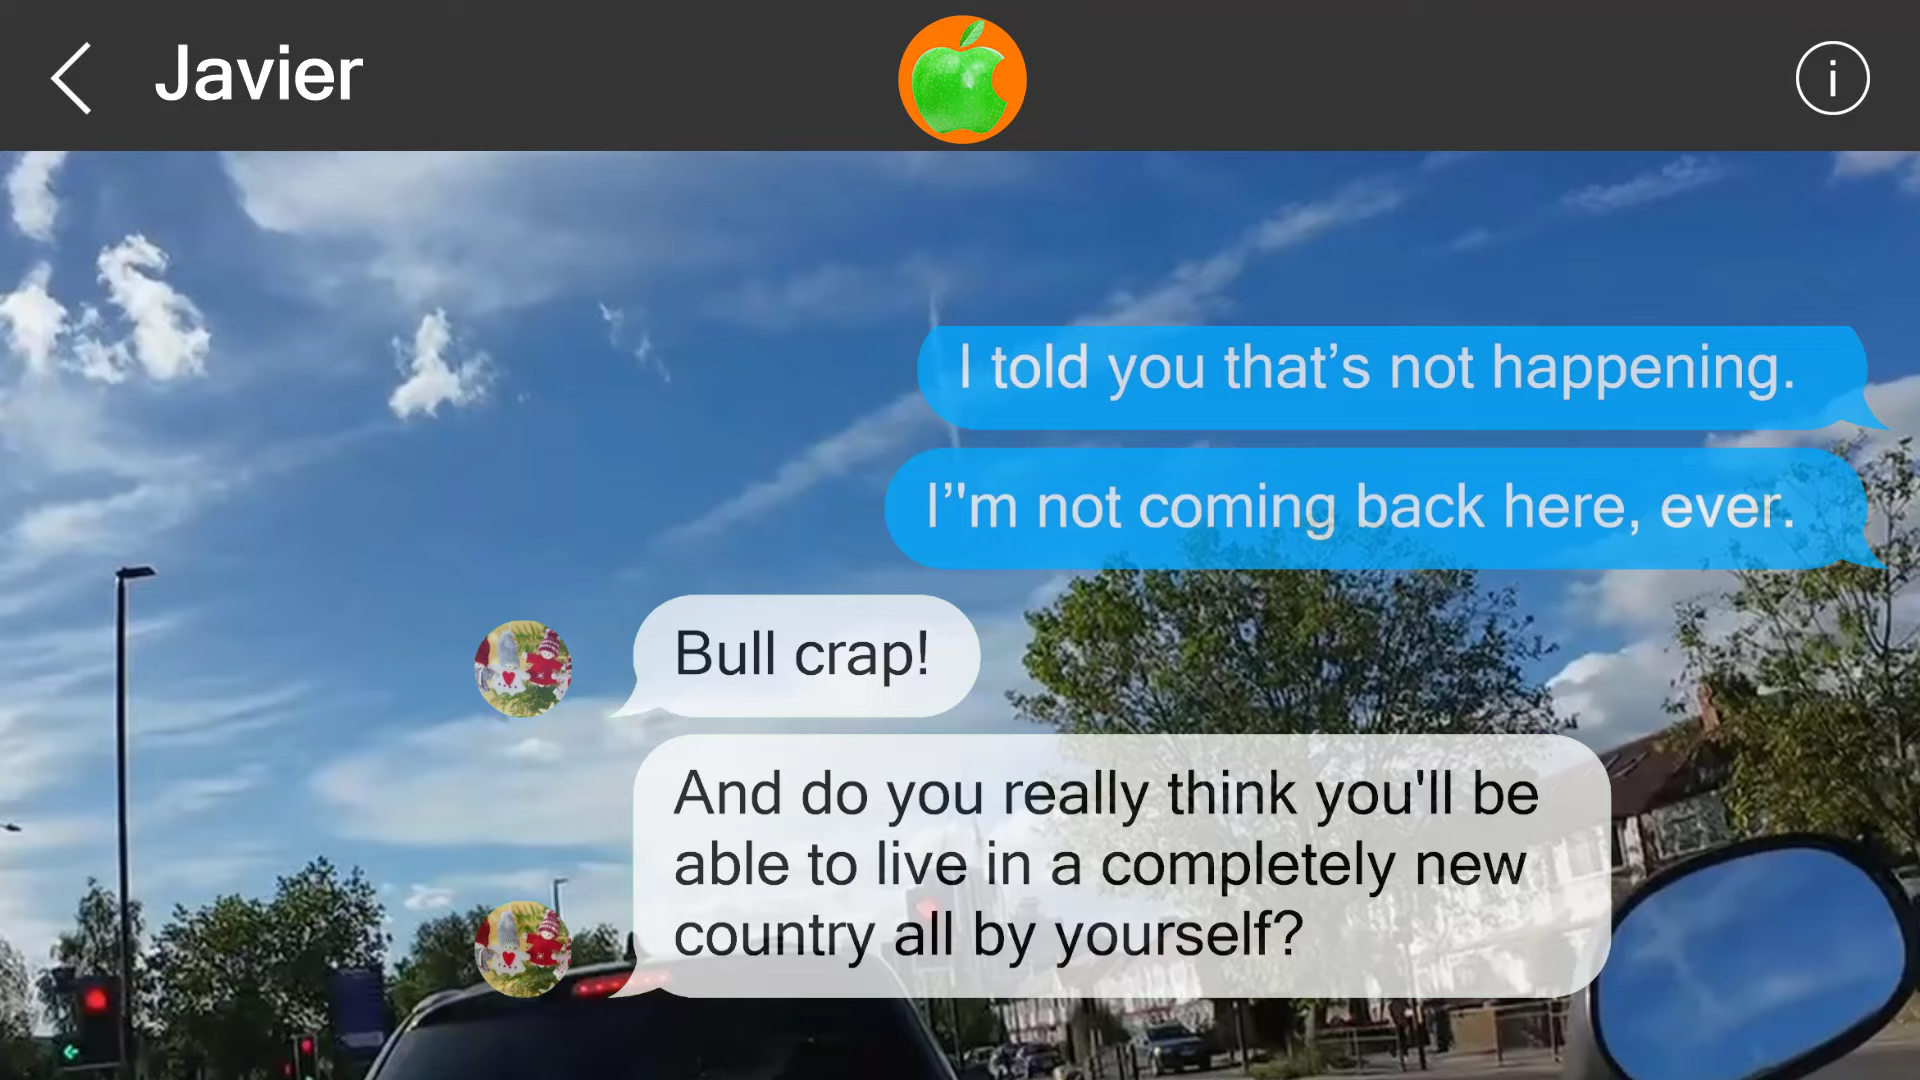 Javier
i
I told you that’s not happening.
I’"m not coming back here, ever.
Bull crap!
And do you really think you'll be
able to live in a completely new
country all by yourself?